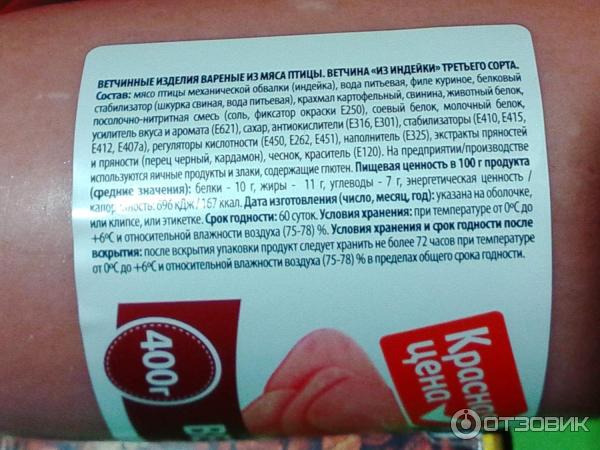 ВЕТЧИННЫЕ ИЗДЕЛИЯ ВАРЕНЫЕ ИЗ МЯСА ПТИЦЫ. ВЕТЧИНА «ИЗ ИНДЕЙКИ» ТРЕТЬЕГО СОРТА.
Состав: мясо птицы механической обвалки (индейка), вода питьевая, филе куриное, белковый
стабилизатор (шкурка свиная, вода питьевая), крахмал картофельный, свинина, животный белок,
посолочно-нитритная смесь (соль, фиксатор окраски Е250), соевый белок, молочный белок,
усилитель вкуса и аромата (Е621), сахар, антиокислители (Е316, Е301), стабилизаторы (Е410, Е415,
Е412, Е407а), регуляторы кислотности (Е450, Е262, Е451), наполнитель (Е325), экстракты пряностей
и пряности (перец черный, кардамон), чеснок, краситель (Е120). На предприятии/производстве
используются яичные продукты и злаки, содержащие глютен. Пищевая ценность в 100 г продукта
(средние значения): белки - 10 г, жиры - 11 г, углеводы - 7 г, энергетическая ценность /
калорийность: 696 кДж / 167 ккал. Дата изготовления (число, месяц, год): указана на оболочке,
или клипсе, или этикетке. Срок годности: 60 суток. Условия хранения: при температуре от 0ºС до
+6ºС и относительной влажности воздуха (75-78) %. Условия хранения и срок годности после
вскрытия: после вскрытия упаковки продукт следует хранить не более 72 часов при температуре
от 0ºС до +6ºС и относительной влажности воздуха (75-78) % в пределах общего срока годности.
400г
Красн
цена
ОТЗОВИК